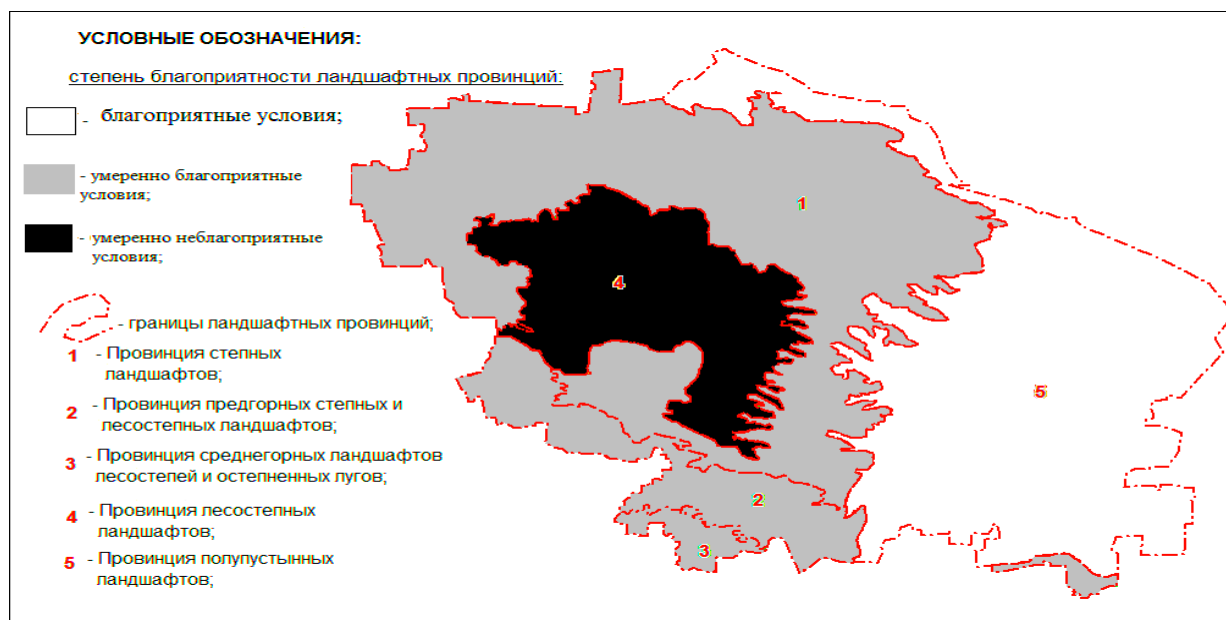 УСЛОВНЫЕ ОБОЗНАЧЕНИЯ:
степень благоприятности ландшафтных провинций:
- благоприятные условия;
- умеренно благоприятные
условия;
- умеренно неблагоприятные
условия;
- границы ландшафтных провинций;
1 - Провинция степных
ландшафтов;
2 - Провинция предгорных степных и
лесостепных ландшафтов;
3 - Провинция среднегорных ландшафтов
лесостепей и остепненных лугов;
4 - Провинция лесостепных
ландшафтов;
5 - Провинция полупустынных
ландшафтов;
1
4
5
2
3